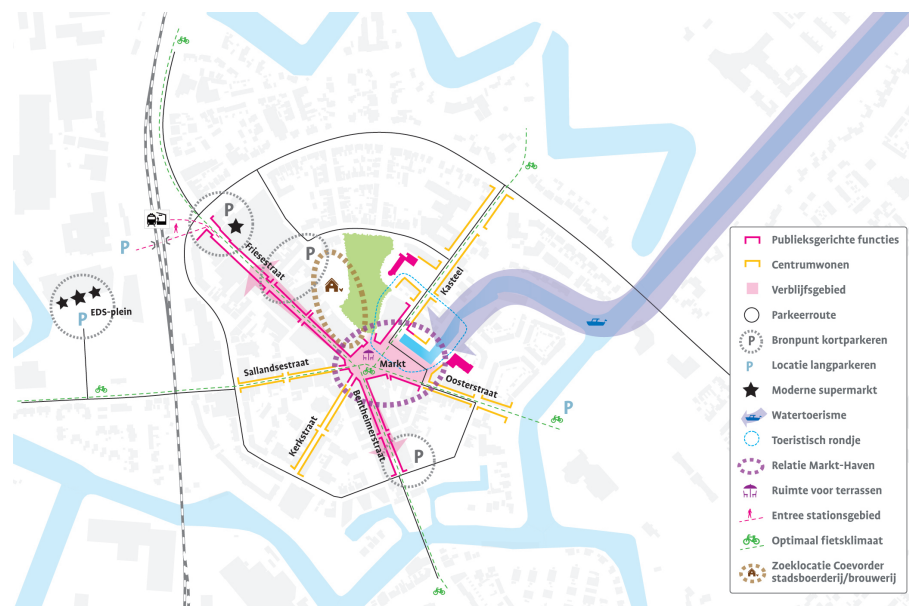 P
Friesestraat
P
P
P
EDS-plein
Kasteel
Markt
Sallandsestraat
Oosterstraat
Kerkstraat
Bentheimerstraat
P
P
Publieksgerichte functies
Centrumwonen
Verblijfsgebied
Parkeerroute
P Bronpunt kortparkeren
P Locatie langparkeren
Moderne supermarkt
Watertoerisme
Toeristisch rondje
Relatie Markt-Haven
Ruimte voor terrassen
Entree stationsgebied
Optimaal fietsklimaat
Zoeklocatie Coevorder
stadsboerderij/brouwerij